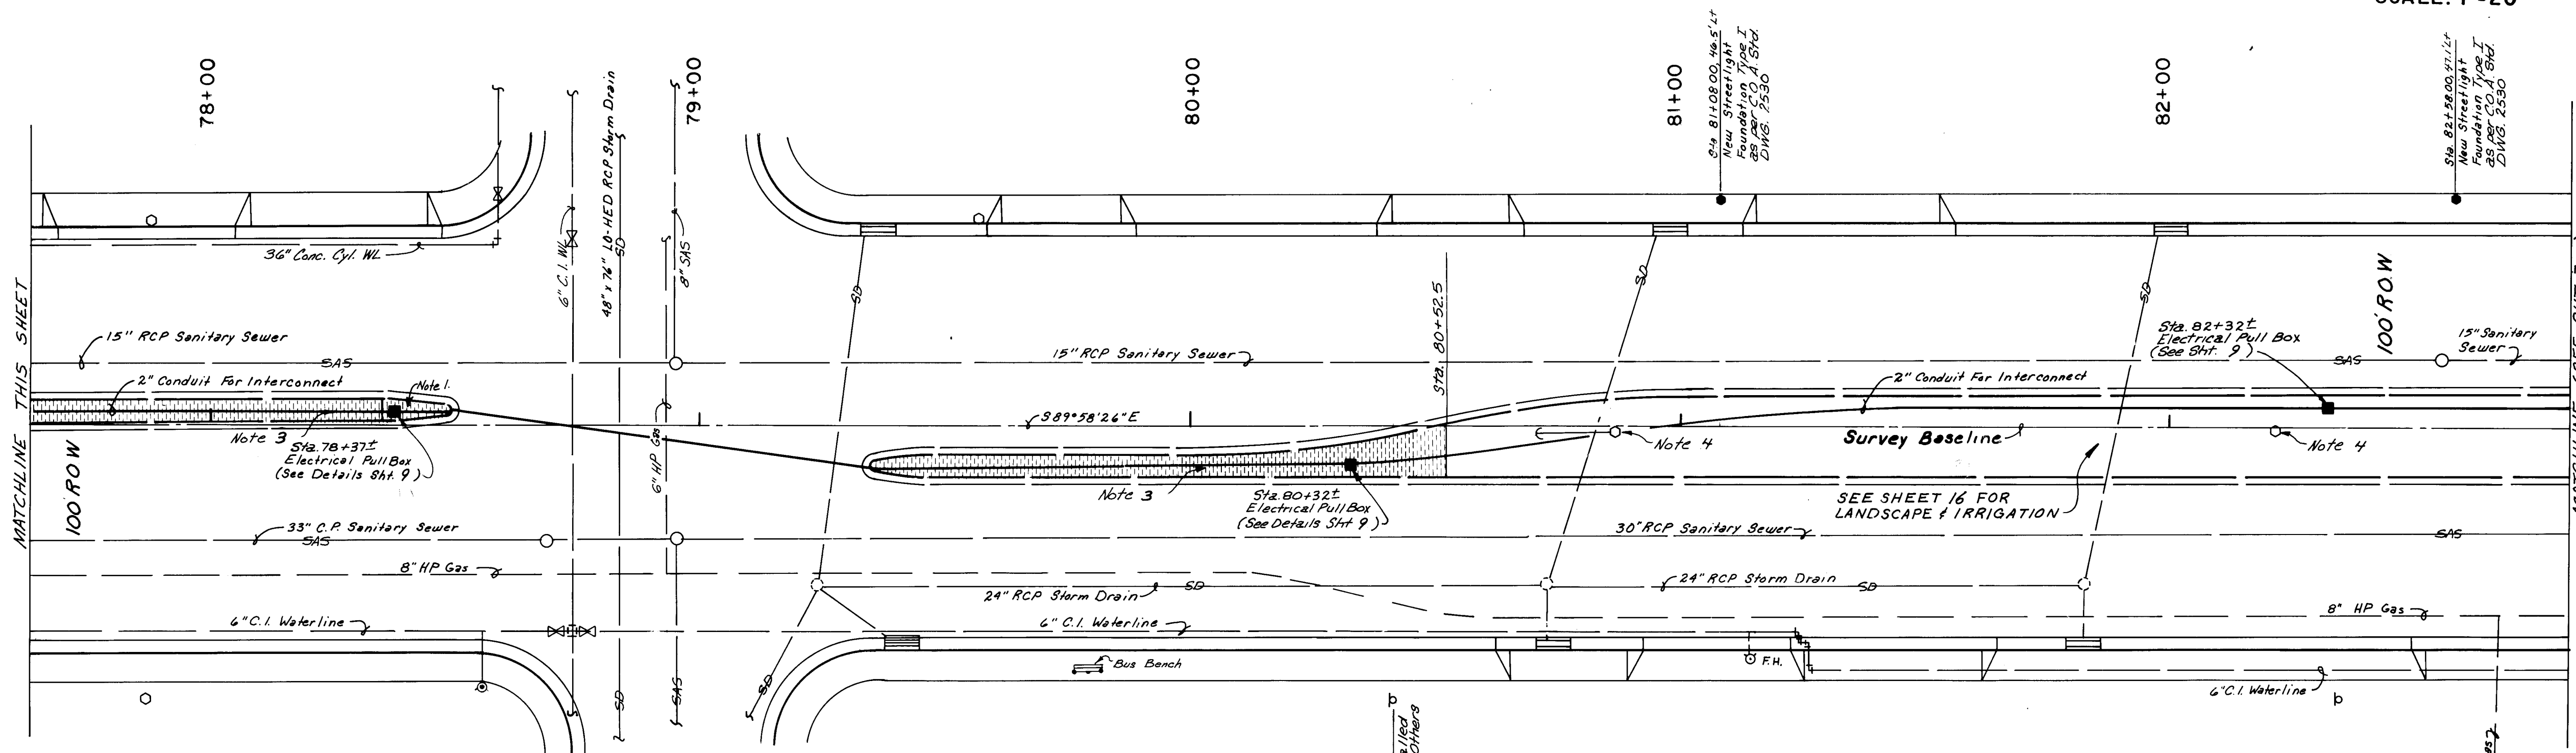 78+00
79+00
80+00
81+00
82+00
81+08.00, 46.5' Lt
New Streetlight
Foundation Type I
as per C.O.A. Std.
DWG. 2530
Sta. 82+58.00, 47.1' Lt
New Streetlight
Foundation Type I
as per C.O.A. Std.
DWG. 2530
36" Conc. Cyl. WL
6" C.I. WL
48" x 76" LO-HED RCP Storm Drain
SD
8" SAS
SD
SD
SD
100' R.O.W
MATCHLINE THIS SHEET
15" RCP Sanitary Sewer
SAS
15" RCP Sanitary Sewer
Sta. 80+52.5
Sta. 82+32±
Electrical Pull Box
(See Sht. 9)
SAS
15" Sanitary
Sewer
2" Conduit For Interconnect
Note 1.
S89°58'26"E
2" Conduit For Interconnect
Note 3
Sta. 78+37±
Electrical Pull Box
(See Details Sht. 9)
6" HP Gas
Note 4
Survey Baseline
Note 4
100' ROW
Note 3
Sta. 80+32±
Electrical Pull Box
(See Details Sht 9)
SEE SHEET 16 FOR
LANDSCAPE & IRRIGATION
33" C.P. Sanitary Sewer
SAS
30" RCP Sanitary Sewer
SAS
8" HP Gas
24" RCP Storm Drain
SD
24" RCP Storm Drain
SD
6" C.I. Waterline
6" C.I. Waterline
8" HP Gas
Bus Bench
F.H.
SD
SAS
SD
6" C.I. Waterline
Others